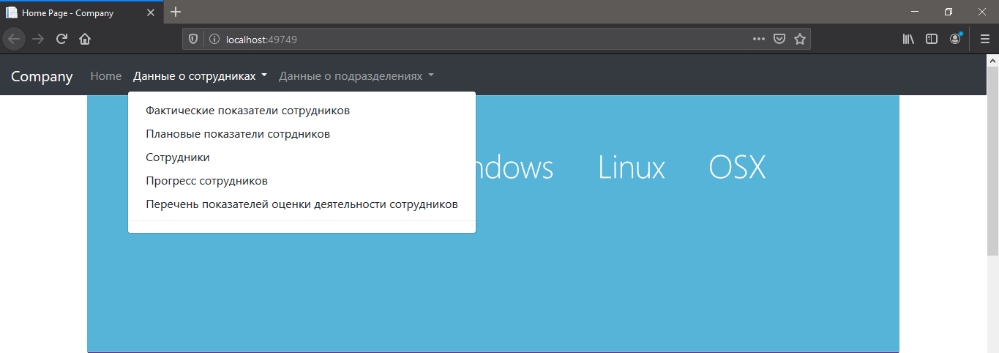 Home Page - Company
localhost:49749
Company Home Данные о сотрудниках Данные о подразделениях
Фактические показатели сотрудников
Плановые показатели сотрдников
Сотрудники
ndows Linux OSX
Прогресс сотрудников
Перечень показателей оценки деятельности сотрудников